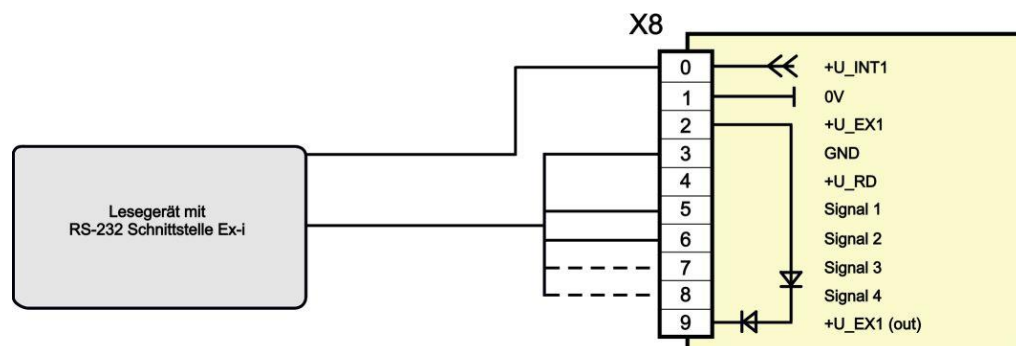 X8
0 +U_INT1
1 0V
2 +U_EX1
3 GND
4 +U_RD
5 Signal 1
6 Signal 2
7 Signal 3
8 Signal 4
9 +U_EX1 (out)
Lesegerät mit
RS-232 Schnittstelle Ex-i